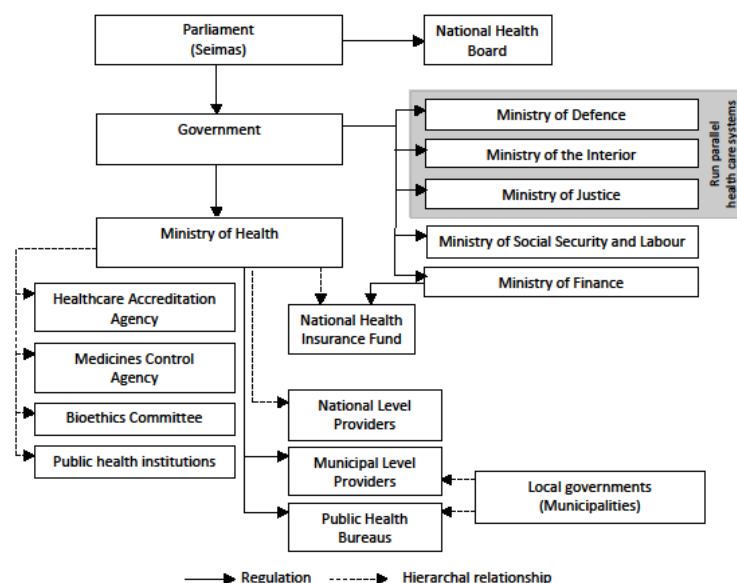 Parliament
(Seimas)
National Health
Board
Government
Ministry of Defence
Ministry of the Interior
Ministry of Justice
Run parallel
health care systems
Ministry of Health
Ministry of Social Security and Labour
Ministry of Finance
Healthcare Accreditation
Agency
National Health
Insurance Fund
Medicines Control
Agency
Bioethics Committee
National Level
Providers
Public health institutions
Municipal Level
Providers
Local governments
(Municipalities)
Public Health
Bureaus
Regulation
Hierarchal relationship